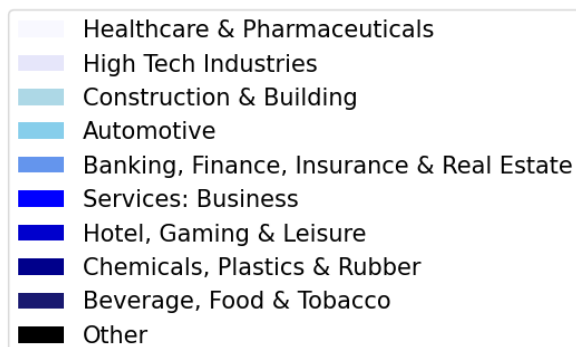 Healthcare & Pharmaceuticals
High Tech Industries
Construction & Building
Automotive
Banking, Finance, Insurance & Real Estate
Services: Business
Hotel, Gaming & Leisure
Chemicals, Plastics & Rubber
Beverage, Food & Tobacco
Other